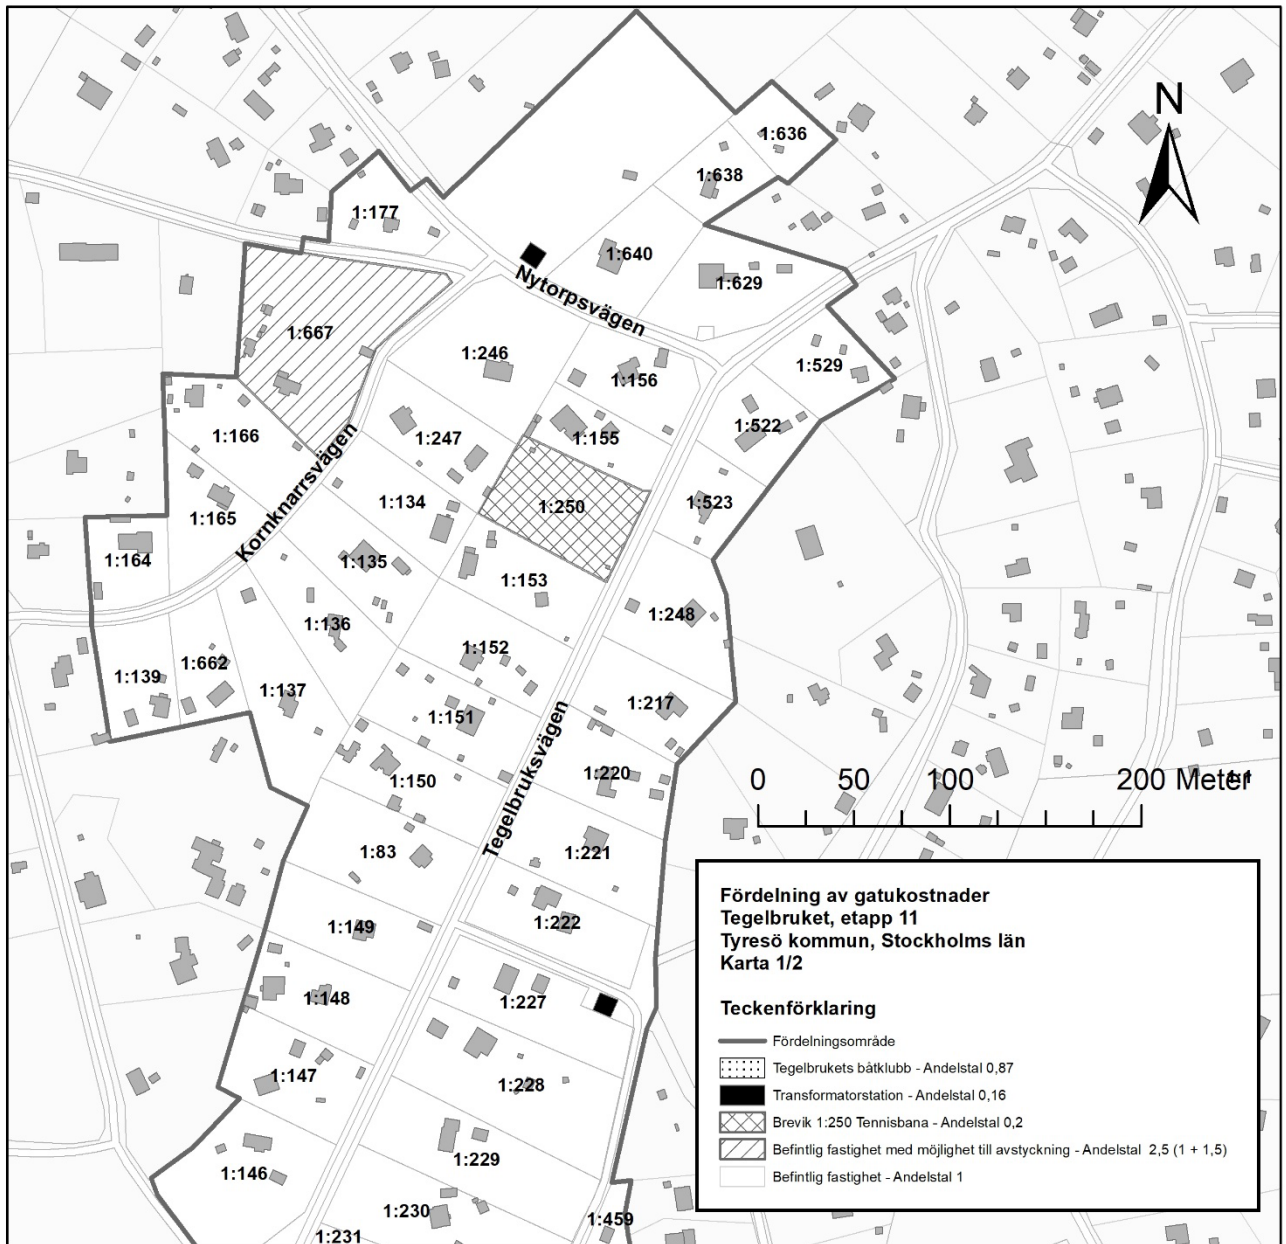 N
1:636
1:638
1:177
1:640
1:629
Nytorpsvägen
1:667
1:246
1:156
1:529
1:166
1:247
1:155
1:522
1:134
1:250
1:523
1:165
Kornknarrsvägen
1:164
1:135
1:153
1:248
1:136
1:152
1:139
1:662
1:137
1:151
1:217
Tegelbruksvägen
1:150
1:220
0 50 100 200 Meter
1:83
1:221
1:149
1:222
1:148
1:227
1:147
1:228
1:146
1:229
1:230
1:459
1:231
Fördelning av gatukostnader
Tegelbruket, etapp 11
Tyresö kommun, Stockholms län
Karta 1/2
Teckenförklaring
Fördelningsområde
Tegelbrukets båtklubb - Andelstal 0,87
Transformatorstation - Andelstal 0,16
Brevik 1:250 Tennisbana - Andelstal 0,2
Befintlig fastighet med möjlighet till avstyckning - Andelstal 2,5 (1 + 1,5)
Befintlig fastighet - Andelstal 1